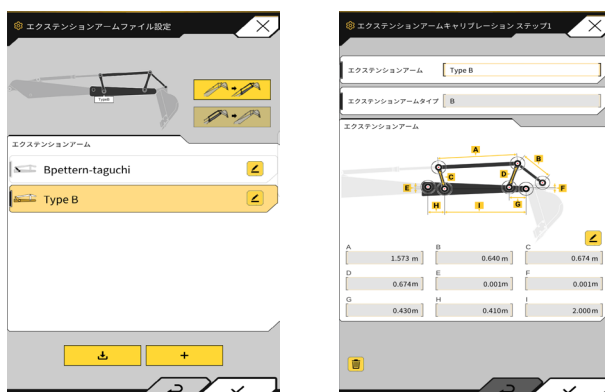 エクステンションアームファイル設定
TypeB
エクステンションアーム
Bpettern-taguchi
Type B
エクステンションアームキャリブレーション ステップ1
エクステンションアーム
Type B
エクステンションアームタイプ
B
エクステンションアーム
A
B
C
D
E
F
G
H
I
A
B
C
1.573 m
0.640 m
0.674 m
D
E
F
0.674m
0.001m
0.001m
G
H
I
0.430m
0.410m
2.000m